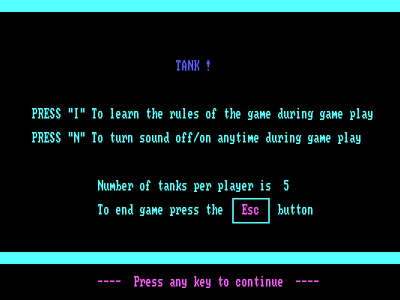 TANK !
PRESS "I" To learn the rules of the game during game play
PRESS "N" To turn sound off/on anytime during game play
Number of tanks per player is  5
To end game press the Esc button
----  Press any key to continue  ----